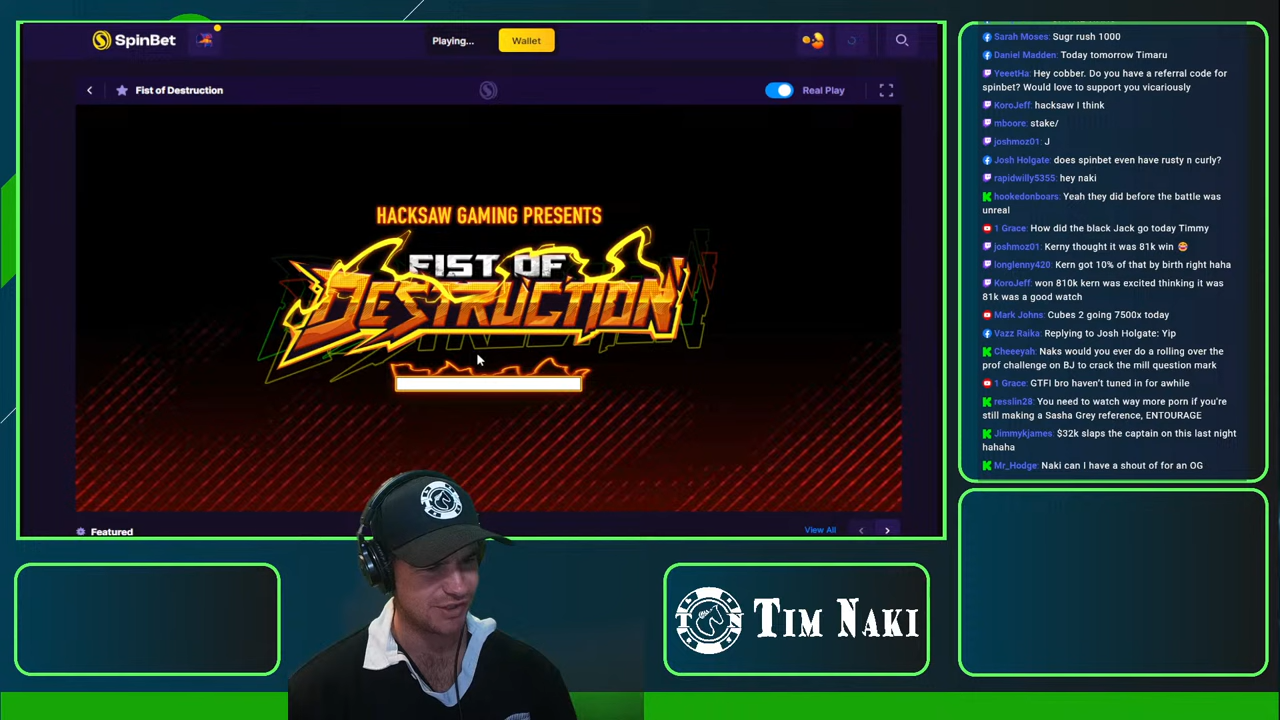 SpinBet
Playing...
Wallet
Fist of Destruction
Real Play
HACKSAW GAMING PRESENTS
FIST OF
DESTRUCTION
Featured
View All
Sarah Moses: Sugr rush 1000
Daniel Madden: Today tomorrow Timaru
YeeetHa: Hey cobber. Do you have a referral code for
spinbet? Would love to support you vicariously
KoroJeff: hacksaw I think
mboore: stake/
joshmoz01: J
Josh Holgate: does spinbet even have rusty n curly?
rapidwilly5355: hey naki
hookedonboars: Yeah they did before the battle was
unreal
1 Grace: How did the black Jack go today Timmy
joshmoz01: Kerny thought it was 81k win
longlenny420: Kern got 10% of that by birth right haha
KoroJeff: won 810k kern was excited thinking it was
81k was a good watch
Mark Johns: Cubes 2 going 7500x today
Vazz Raika: Replying to Josh Holgate: Yip
Cheeeyah: Naks would you ever do a rolling over the
prof challenge on BJ to crack the mill question mark
1 Grace: GTFI bro haven't tuned in for awhile
resslin28: You need to watch way more porn if you're
still making a Sasha Grey reference, ENTOURAGE
Jimmykjames: $32k slaps the captain on this last night
hahaha
Mr_Hodge: Naki can I have a shout of for an OG
TIM NAKI